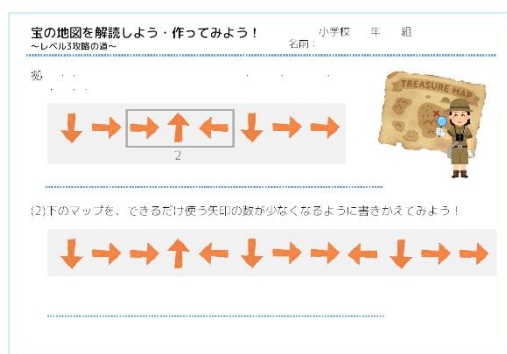 宝の地図を解読しよう・作ってみよう!
小学校 年 組
~レベル3攻略の道~
名前:
TREASURE MAP
2
(2)下のマップを、できるだけ使う矢印の数が少なくなるように書きかえてみよう!